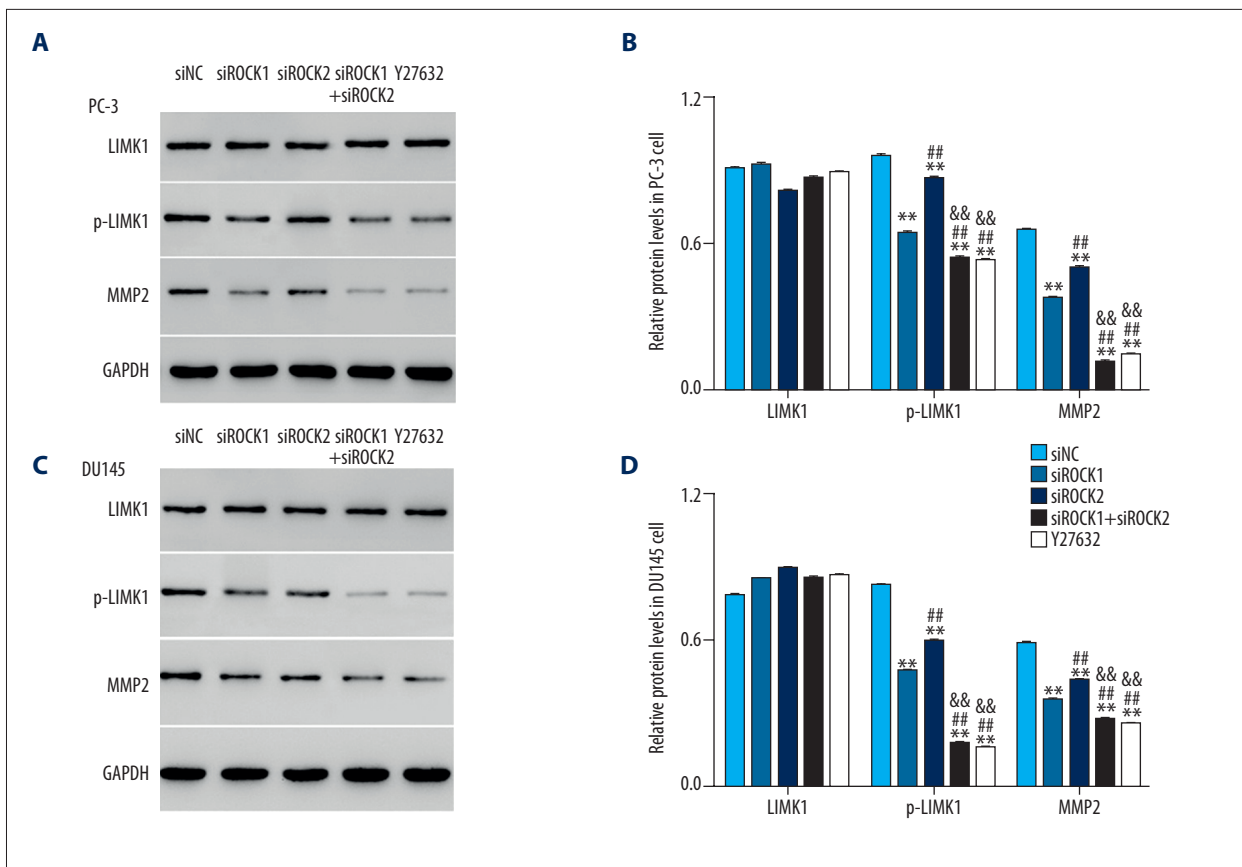 A
siNC siROCK1 siROCK2 siROCK1 Y27632
+siROCK2
PC-3
LIMK1
p-LIMK1
MMP2
GAPDH
B
Relative protein levels in PC-3 cell
1.2
0.6
0.0
**
##
**
&&
##
**
&&
##
**
**
##
**
&&
##
**
&&
##
**
LIMK1 p-LIMK1 MMP2
siNC siROCK1 siROCK2 siROCK1 Y27632
+siROCK2
C
DU145
LIMK1
p-LIMK1
MMP2
GAPDH
D
siNC
siROCK1
siROCK2
siROCK1+siROCK2
Y27632
Relative protein levels in DU145 cell
1.2
0.6
0.0
**
##
**
&&
##
**
&&
##
**
**
##
**
&&
##
**
&&
##
**
LIMK1 p-LIMK1 MMP2